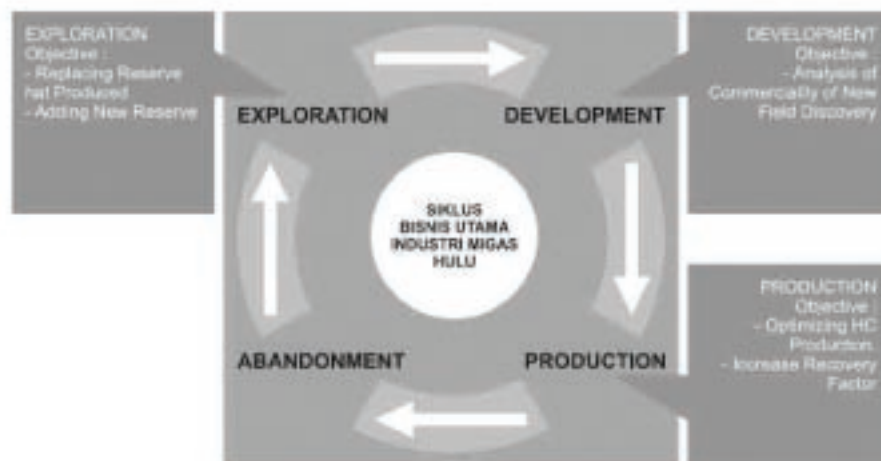 EXPLORATION
Objective :
- Replacing Reserve
hat Produced
- Adding New Reserve
DEVELOPMENT
Objective :
- Analysis of
Commerciality of New
Field Discovery
EXPLORATION
DEVELOPMENT
SIKLUS
BISNIS UTAMA
INDUSTRI MIGAS
HULU
ABANDONMENT
PRODUCTION
PRODUCTION
Objective :
- Optimizing HC
Production.
- Increase Recovery
Factor